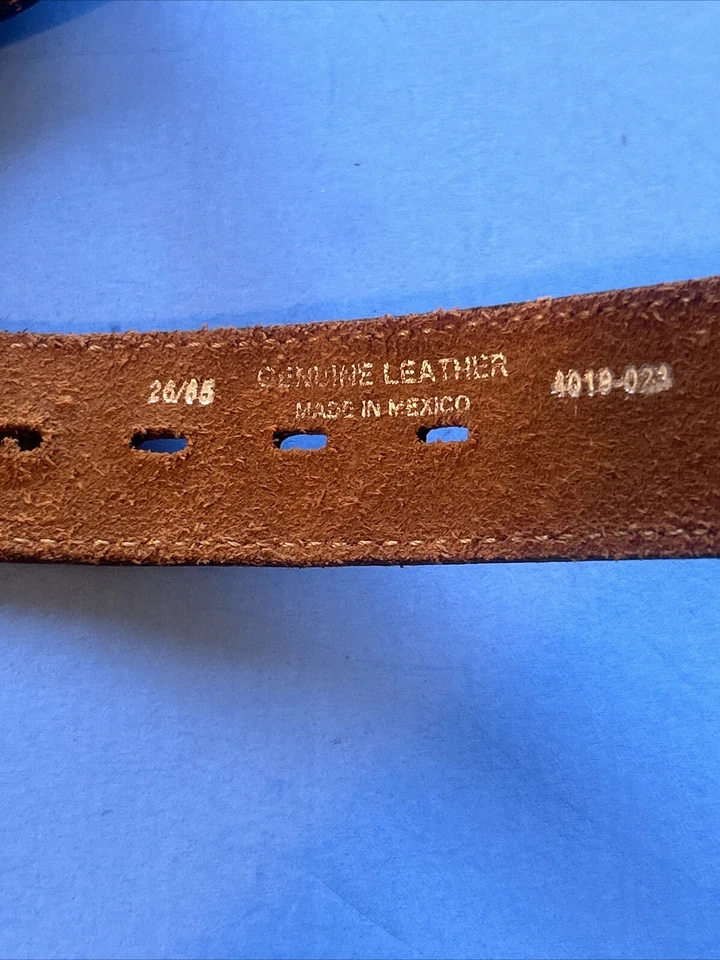 26/65
GENUINE LEATHER
MADE IN MEXICO
4019-023